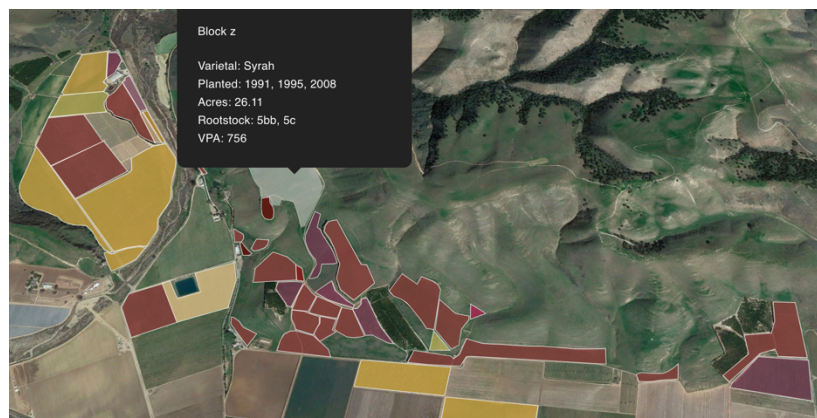 Block z
Varietal: Syrah
Planted: 1991, 1995, 2008
Acres: 26.11
Rootstock: 5bb, 5c
VPA: 756